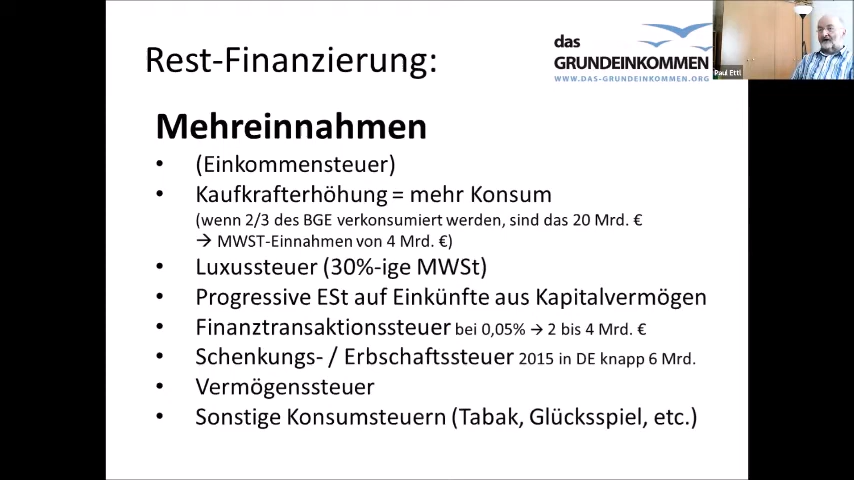 Rest-Finanzierung:
das
GRUNDEINKOMMEN
WWW.DAS-GRUNDEINKOMMEN.ORG
Paul Ettl
Mehreinnahmen
• (Einkommensteuer)
• Kaufkrafterhöhung = mehr Konsum
(wenn 2/3 des BGE verkonsumiert werden, sind das 20 Mrd. €
→ MWST-Einnahmen von 4 Mrd. €)
• Luxussteuer (30%-ige MWSt)
• Progressive ESt auf Einkünfte aus Kapitalvermögen
• Finanztransaktionssteuer bei 0,05% → 2 bis 4 Mrd. €
• Schenkungs- / Erbschaftssteuer 2015 in DE knapp 6 Mrd.
• Vermögenssteuer
• Sonstige Konsumsteuern (Tabak, Glücksspiel, etc.)